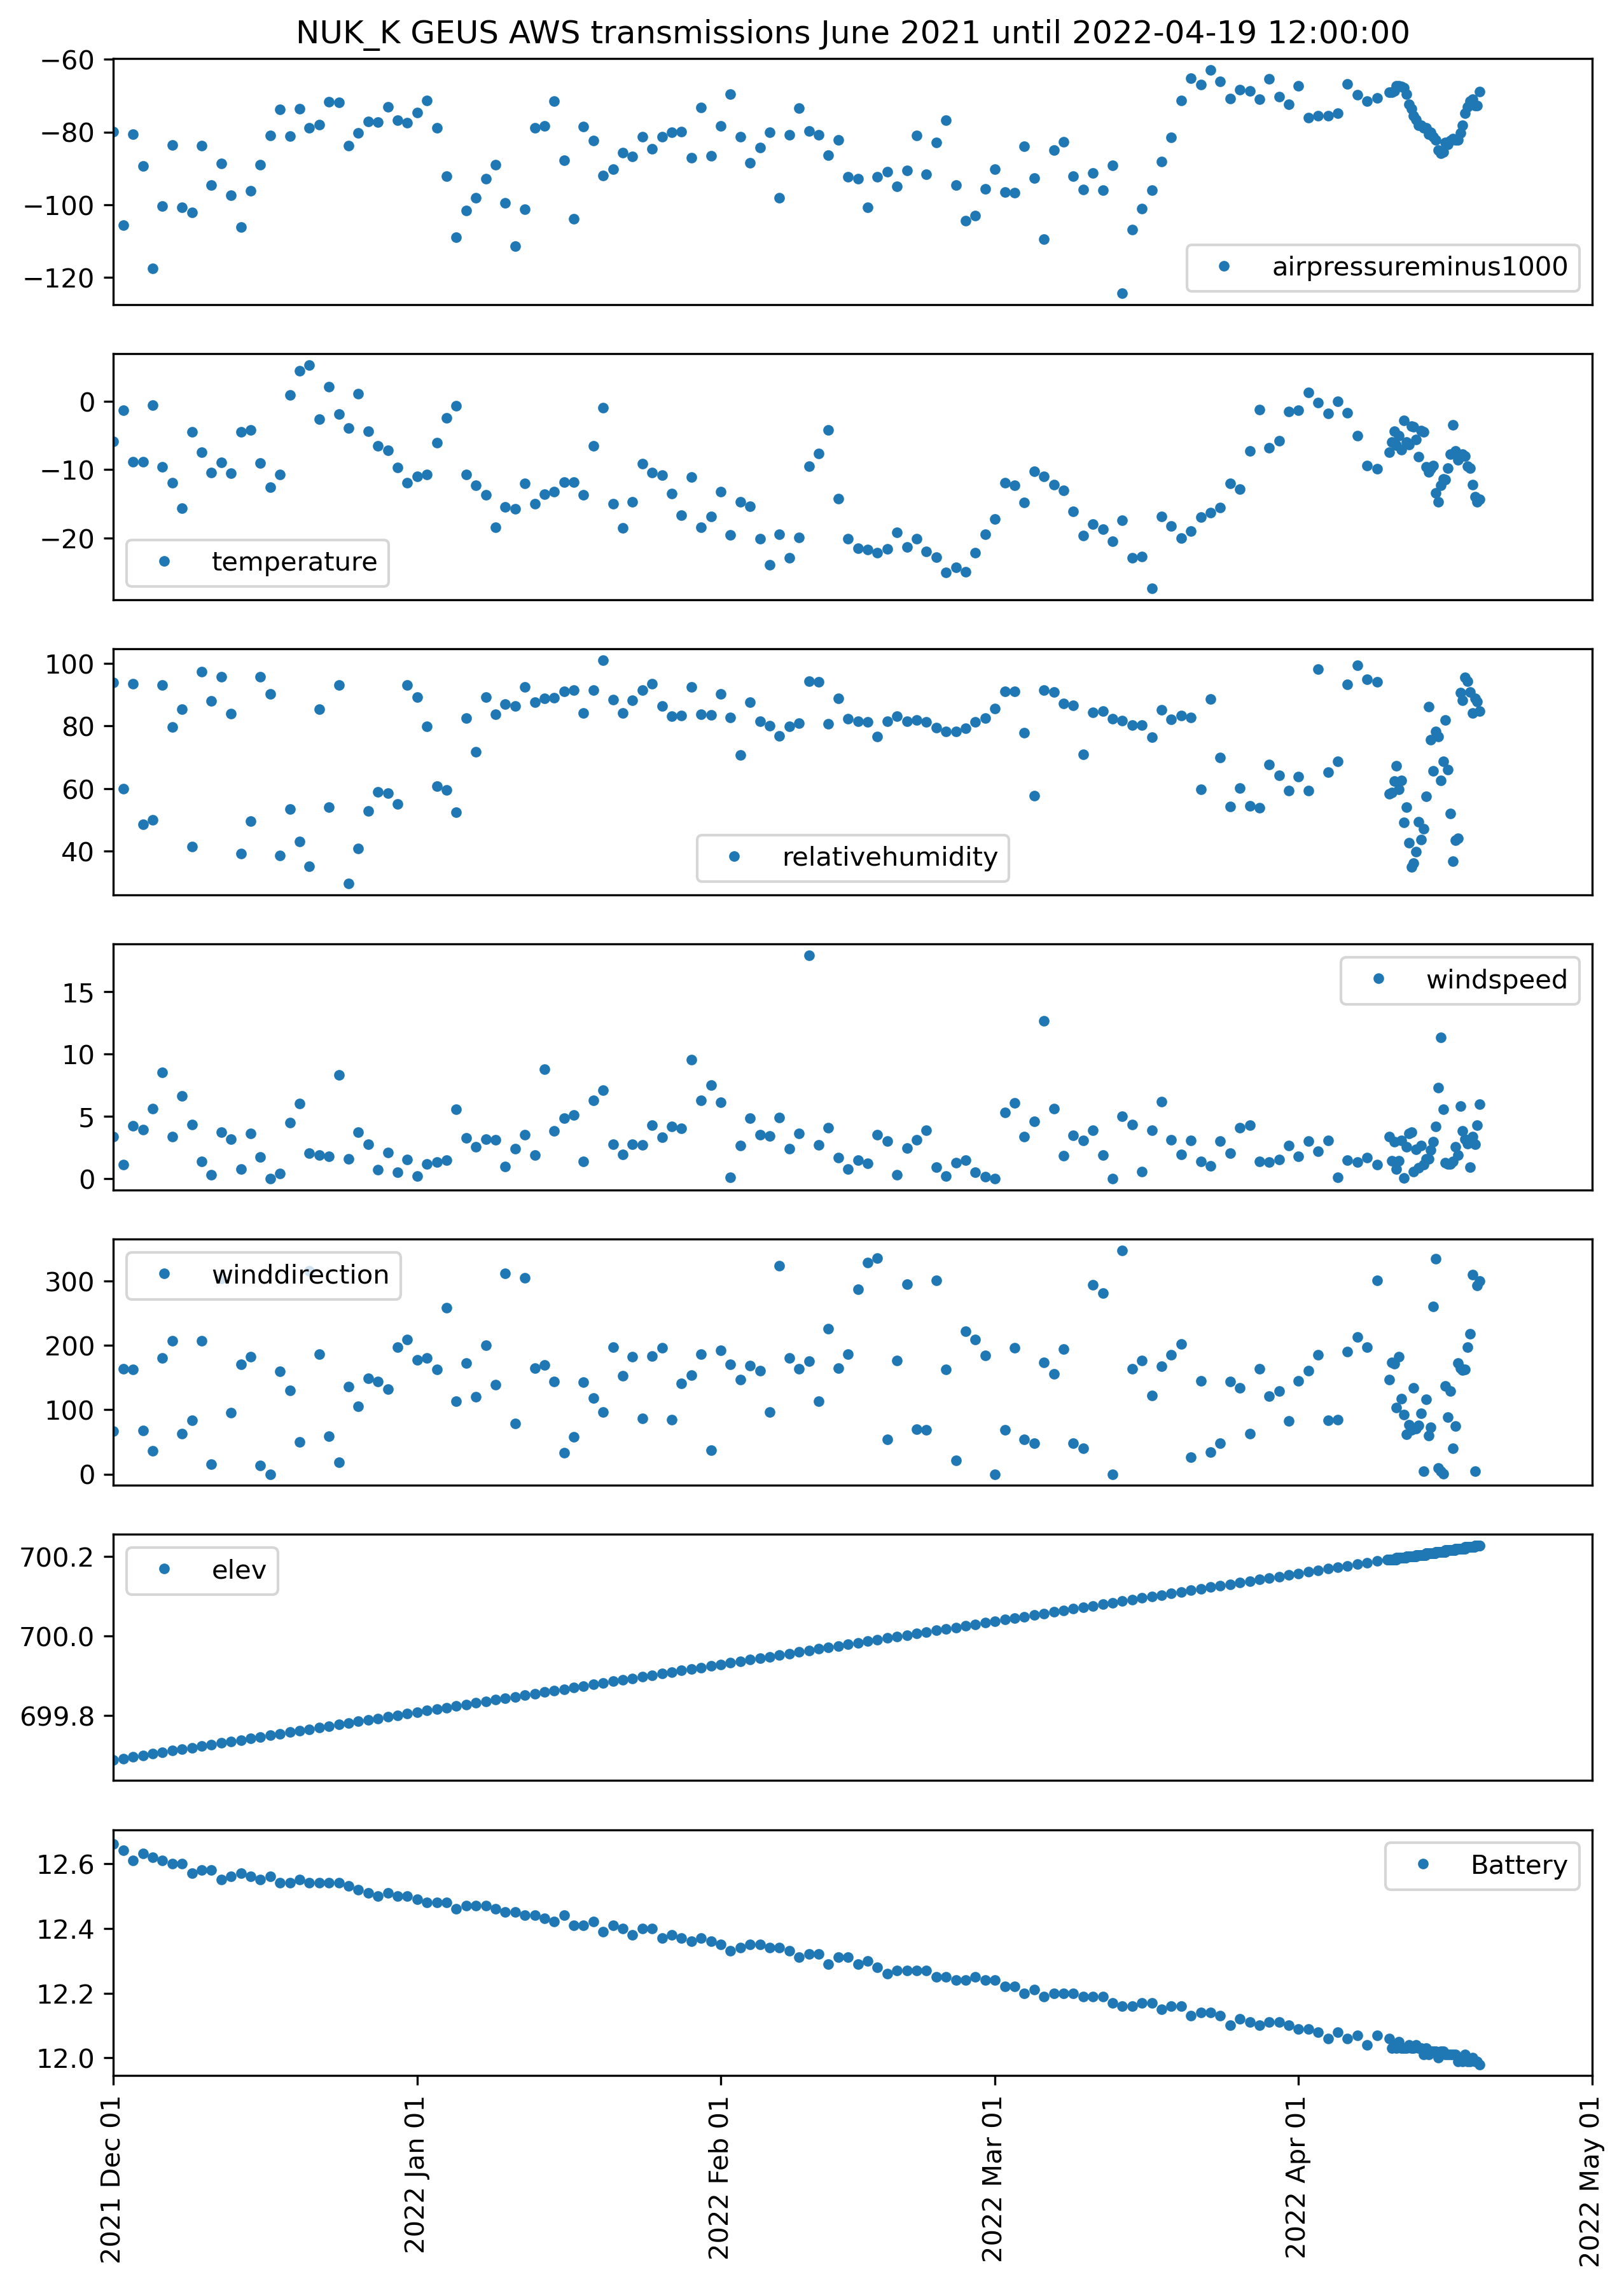 NUK_K GEUS AWS transmissions June 2021 until 2022-04-19 12:00:00
−60
−80
−100
−120
airpressureminus1000
0
−10
−20
temperature
100
80
60
40
relativehumidity
15
10
5
0
windspeed
300
200
100
0
winddirection
700.2
700.0
699.8
elev
12.6
12.4
12.2
12.0
Battery
2021 Dec 01
2022 Jan 01
2022 Feb 01
2022 Mar 01
2022 Apr 01
2022 May 01